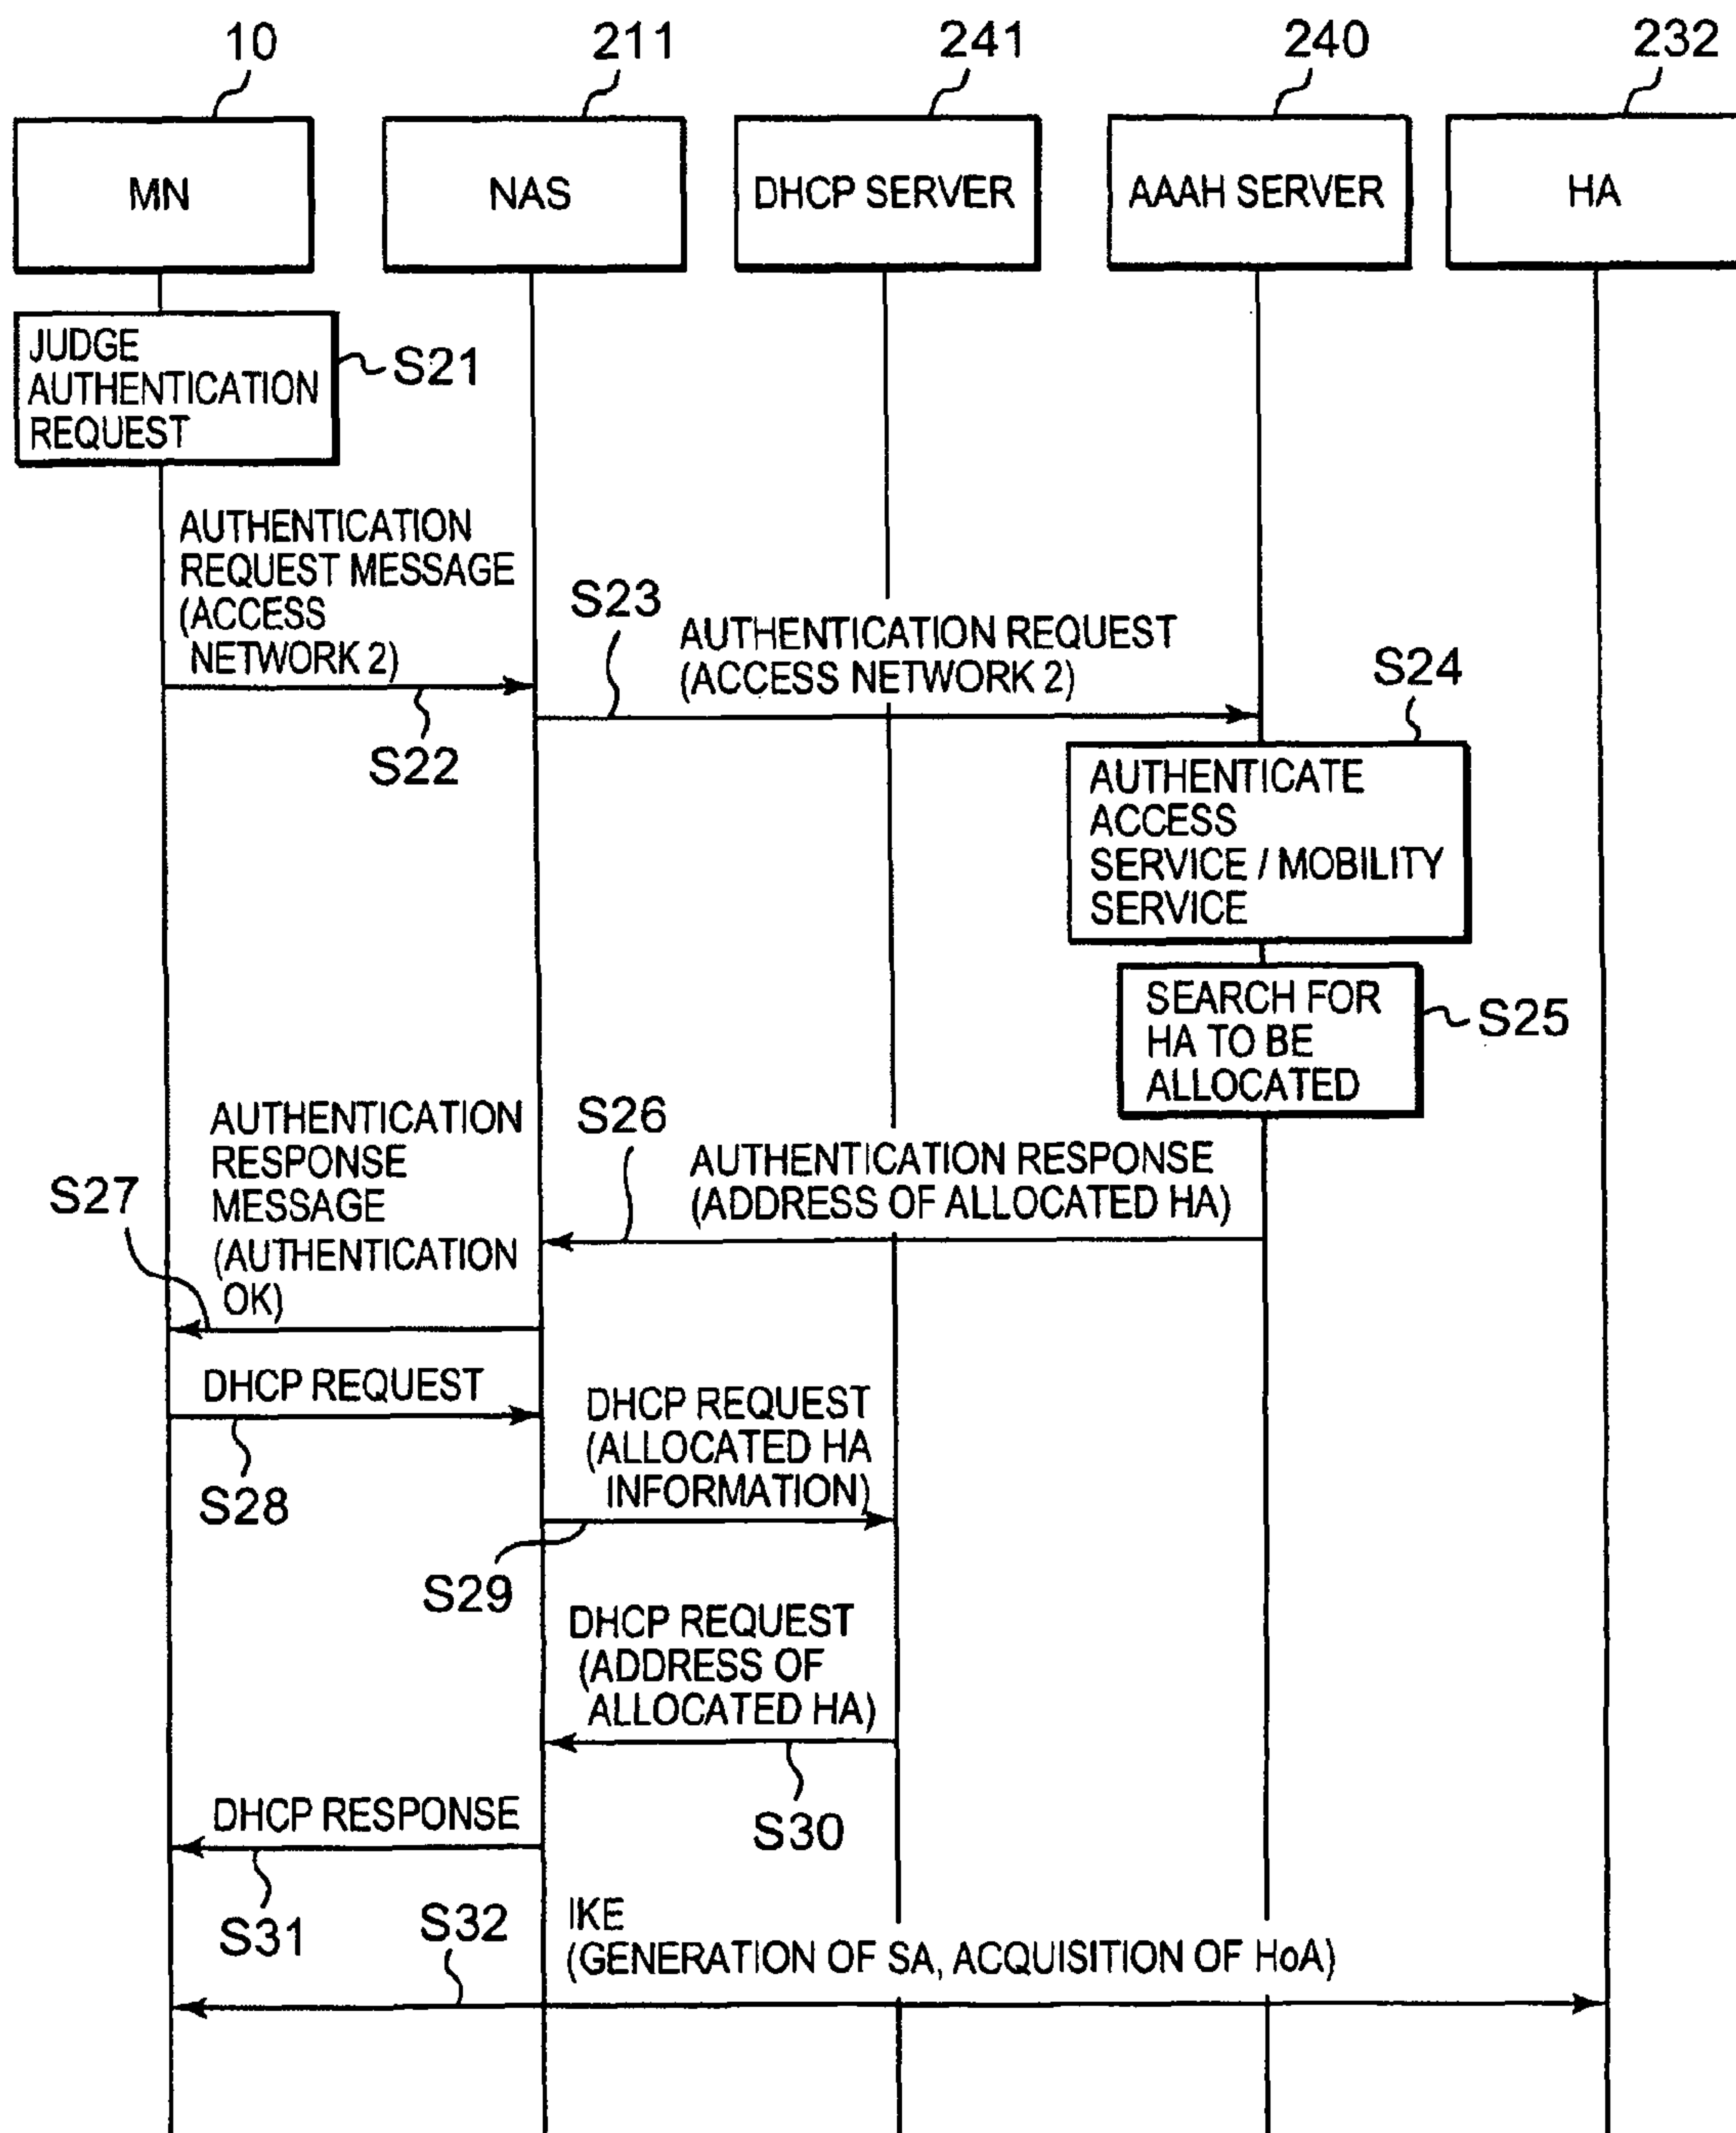 10
211
241
240
232
MN
NAS
DHCP SERVER
AAAH SERVER
HA
JUDGE
AUTHENTICATION
REQUEST
S21
AUTHENTICATION
REQUEST MESSAGE
(ACCESS
NETWORK 2)
S22
S23
AUTHENTICATION REQUEST
(ACCESS NETWORK 2)
S24
AUTHENTICATE
ACCESS
SERVICE / MOBILITY
SERVICE
SEARCH FOR
HA TO BE
ALLOCATED
S25
S26
AUTHENTICATION RESPONSE
(ADDRESS OF ALLOCATED HA)
S27
AUTHENTICATION
RESPONSE
MESSAGE
(AUTHENTICATION
OK)
DHCP REQUEST
S28
DHCP REQUEST
(ALLOCATED HA
INFORMATION)
S29
DHCP REQUEST
(ADDRESS OF
ALLOCATED HA)
S30
DHCP RESPONSE
S31
S32
IKE
(GENERATION OF SA, ACQUISITION OF HoA)